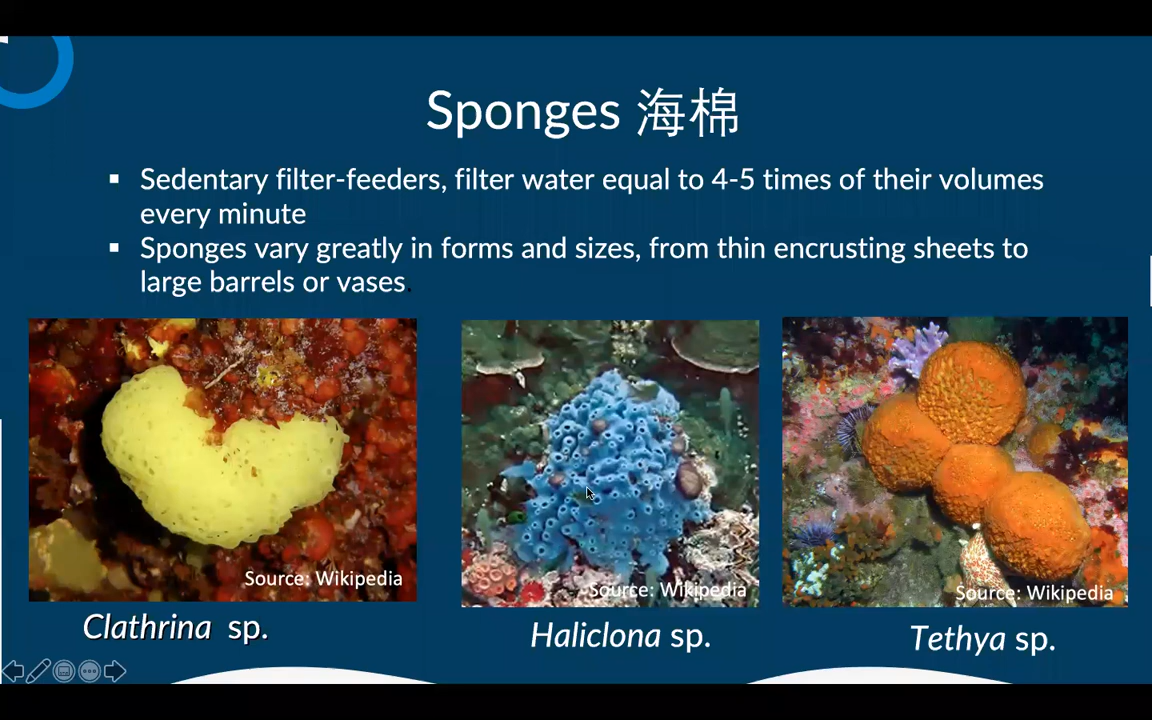 Sponges 海棉
▪ Sedentary filter-feeders, filter water equal to 4-5 times of their volumes
every minute
▪ Sponges vary greatly in forms and sizes, from thin encrusting sheets to
large barrels or vases.
Source: Wikipedia
Source: Wikipedia
Source: Wikipedia
Clathrina sp.
Haliclona sp.
Tethya sp.